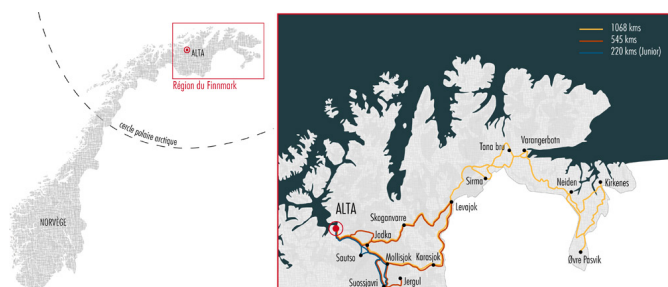 ALTA
Région du Finnmark
cercle polaire arctique
NORVÈGE
1068 kms
545 kms
220 kms (Junior)
Tana bru
Varangerbotn
Sirma
Neiden
Kirkenes
Levajok
Skoganvarre
ALTA
Jodka
Sautso
Mollisjok
Karasjok
Øvre Pasvik
Suossjavri
Jergul